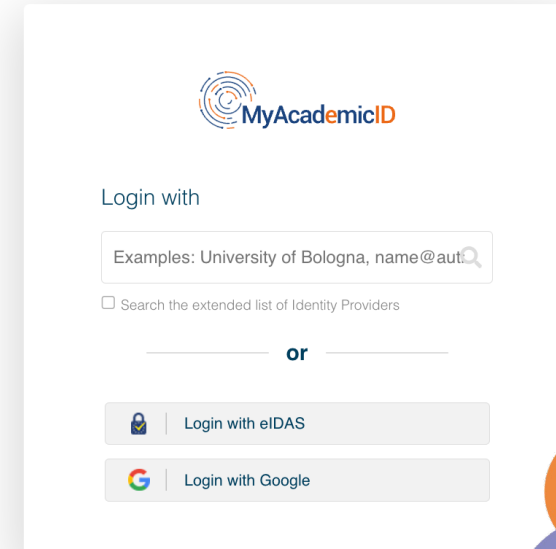 MyAcademicID
Login with
Examples: University of Bologna, name@aut
Search the extended list of Identity Providers
or
Login with eIDAS
Login with Google